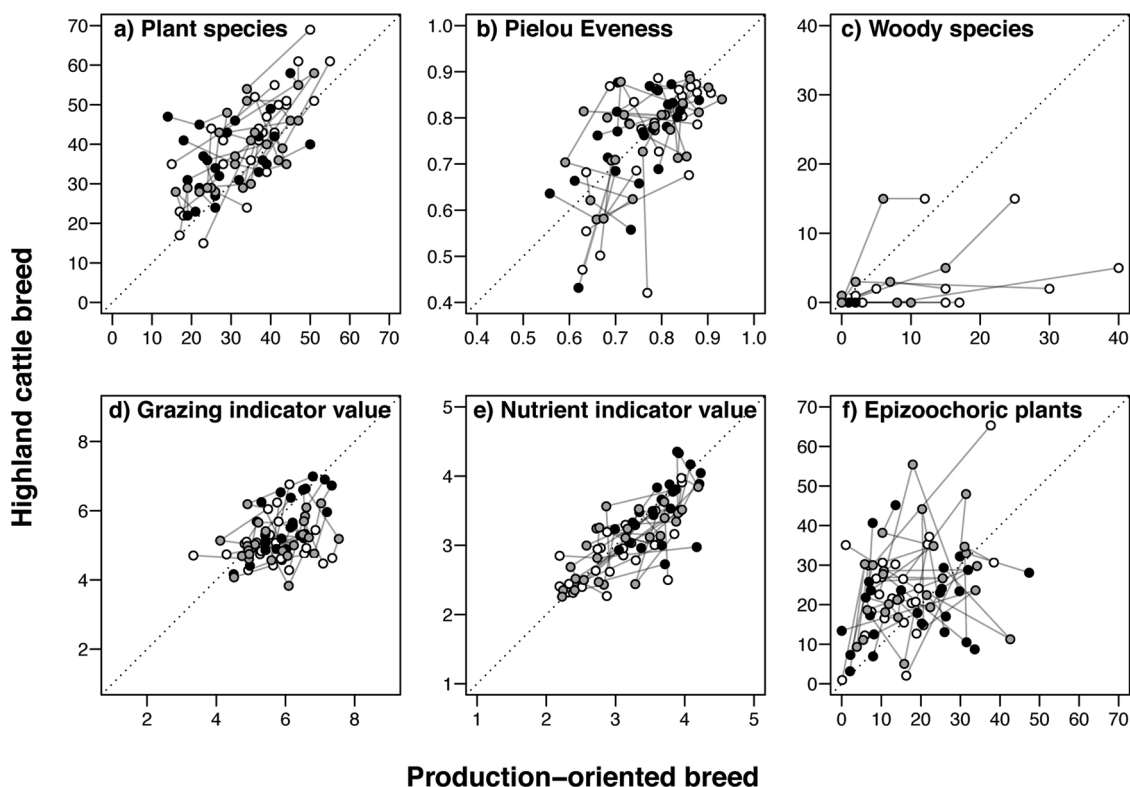 a) Plant species
70
60
50
40
30
20
10
0
0 10 20 30 40 50 60 70
b) Pielou Eveness
1.0
0.9
0.8
0.7
0.6
0.5
0.4
0.4 0.5 0.6 0.7 0.8 0.9 1.0
c) Woody species
40
30
20
10
0
0 10 20 30 40
Highland cattle breed
d) Grazing indicator value
8
6
4
2
2 4 6 8
e) Nutrient indicator value
5
4
3
2
1
1 2 3 4 5
f) Epizoochoric plants
70
60
50
40
30
20
10
0
0 10 20 30 40 50 60 70
Production−oriented breed